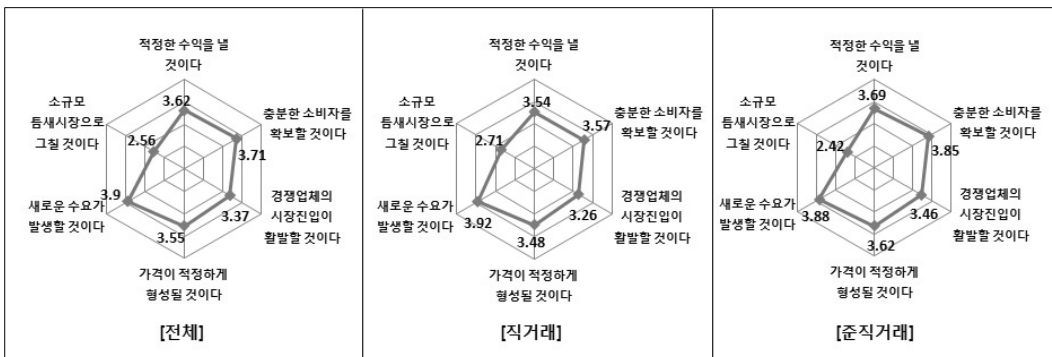 적정한 수익을 낼
것이다
소규모
틈새시장으로
그칠 것이다
충분한 소비자를
확보할 것이다
3.62
2.56
3.71
3.9
새로운 수요가
발생할 것이다
3.37
경쟁업체의
시장진입이
활발할 것이다
3.55
가격이 적정하게
형성될 것이다
[전체]
적정한 수익을 낼
것이다
소규모
틈새시장으로
그칠 것이다
충분한 소비자를
확보할 것이다
3.54
2.71
3.57
3.92
새로운 수요가
발생할 것이다
3.26
경쟁업체의
시장진입이
활발할 것이다
3.48
가격이 적정하게
형성될 것이다
[직거래]
적정한 수익을 낼
것이다
소규모
틈새시장으로
그칠 것이다
충분한 소비자를
확보할 것이다
3.69
2.42
3.85
3.88
새로운 수요가
발생할 것이다
3.46
경쟁업체의
시장진입이
활발할 것이다
3.62
가격이 적정하게
형성될 것이다
[준직거래]